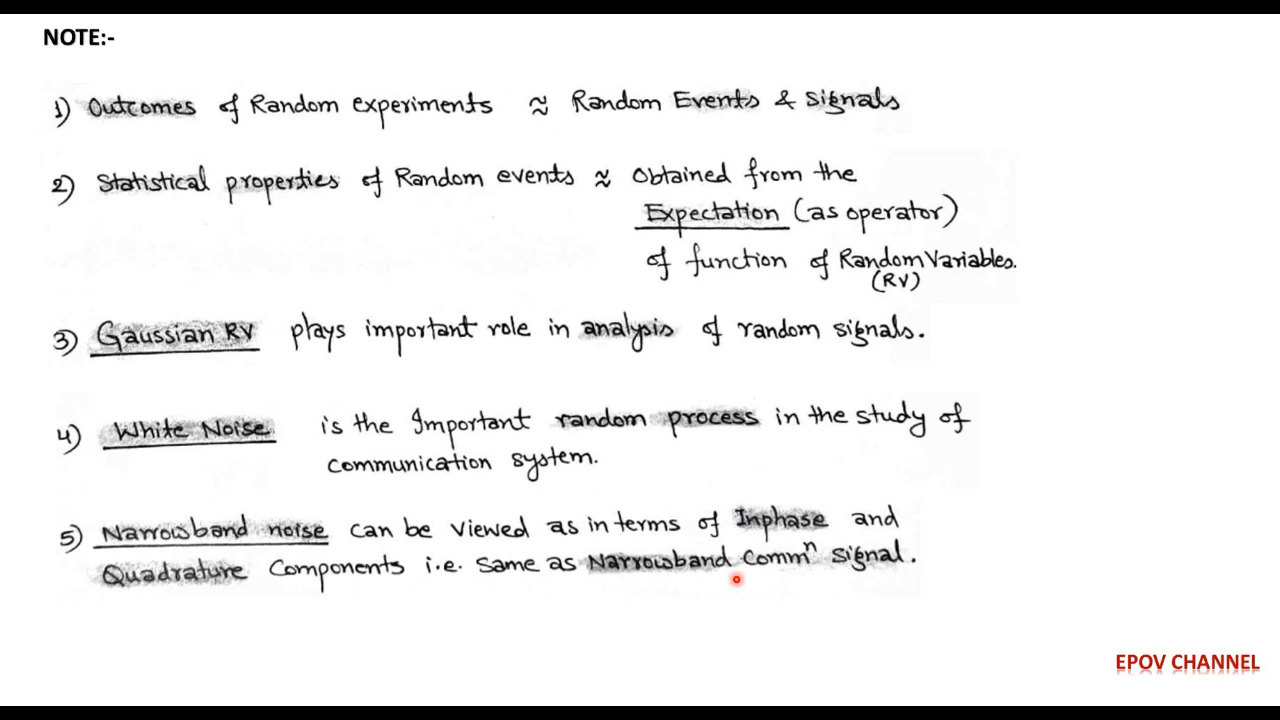 NOTE:-
1) Outcomes of Random experiments ≈ Random Events & Signals
2) Statistical properties of Random events ≈ Obtained from the
Expectation (as operator)
of function of Random Variables.
(RV)
3) Gaussian RV plays important role in analysis of random signals.
4) White Noise is the Important random process in the study of
communication system.
5) Narrowband noise can be viewed as in terms of Inphase and
Quadrature Components i.e. same as Narrowband Commⁿ signal.
EPOV CHANNEL